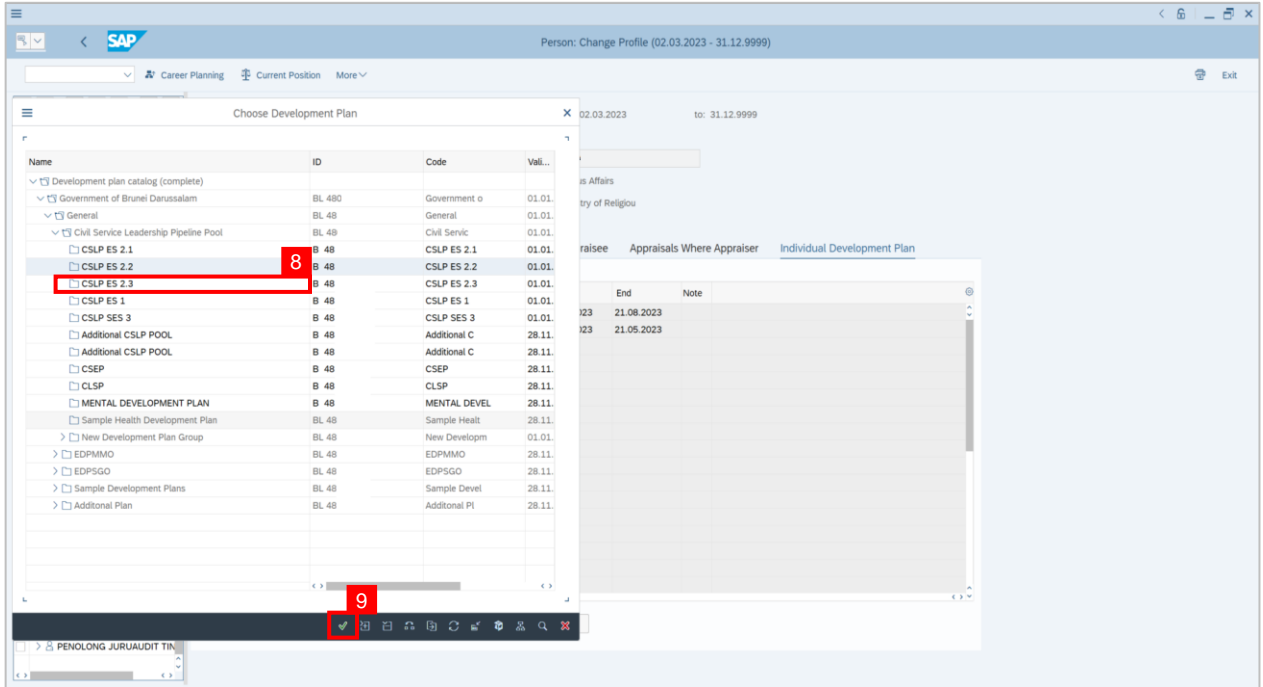 SAP
Person: Change Profile (02.03.2023 - 31.12.9999)
Career Planning Current Position More Exit
Choose Development Plan
02.03.2023 to: 31.12.9999
Name ID Code Vali...
Development plan catalog (complete)
us Affairs
Government of Brunei Darussalam BL 480 Government o 01.01.
try of Religiou
General BL 48 General 01.01.
Civil Service Leadership Pipeline Pool BL 48 Civil Servic 01.01.
raisee Appraisals Where Appraiser Individual Development Plan
CSLP ES 2.1 B 48 CSLP ES 2.1 01.01.
8
CSLP ES 2.2 B 48 CSLP ES 2.2 01.01.
CSLP ES 2.3 B 48 CSLP ES 2.3 01.01.
End Note
CSLP ES 1 B 48 CSLP ES 1 01.01.
023 21.08.2023
CSLP SES 3 B 48 CSLP SES 3 01.01.
023 21.05.2023
Additional CSLP POOL B 48 Additional C 28.11.
Additional CSLP POOL B 48 Additional C 28.11.
CSEP B 48 CSEP 28.11.
CLSP B 48 CLSP 28.11.
MENTAL DEVELOPMENT PLAN B 48 MENTAL DEVEL 28.11.
Sample Health Development Plan BL 48 Sample Healt 28.11.
New Development Plan Group BL 48 New Developm 01.01.
EDPMMO BL 48 EDPMMO 28.11.
EDPSGO BL 48 EDPSGO 28.11.
Sample Development Plans BL 48 Sample Devel 28.11.
Additonal Plan BL 48 Additonal Pl 28.11.
9
PENOLONG JURUAUDIT TIN